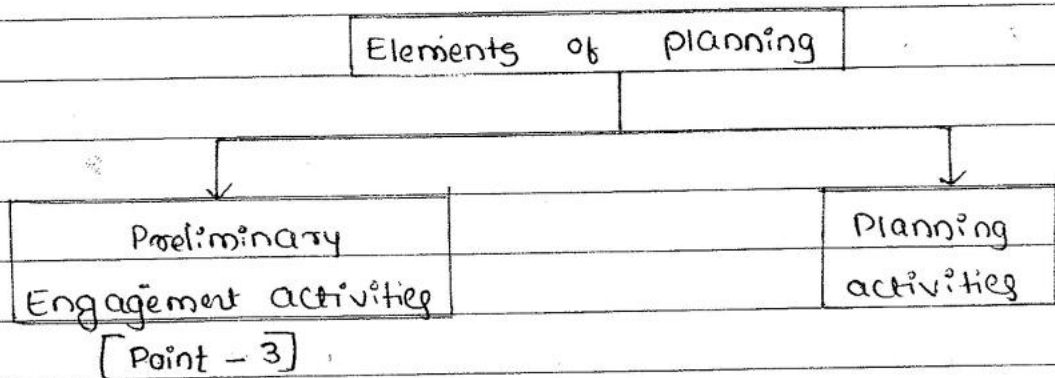 Elements of planning
Preliminary
Engagement activities
[Point - 3]
Planning
activities